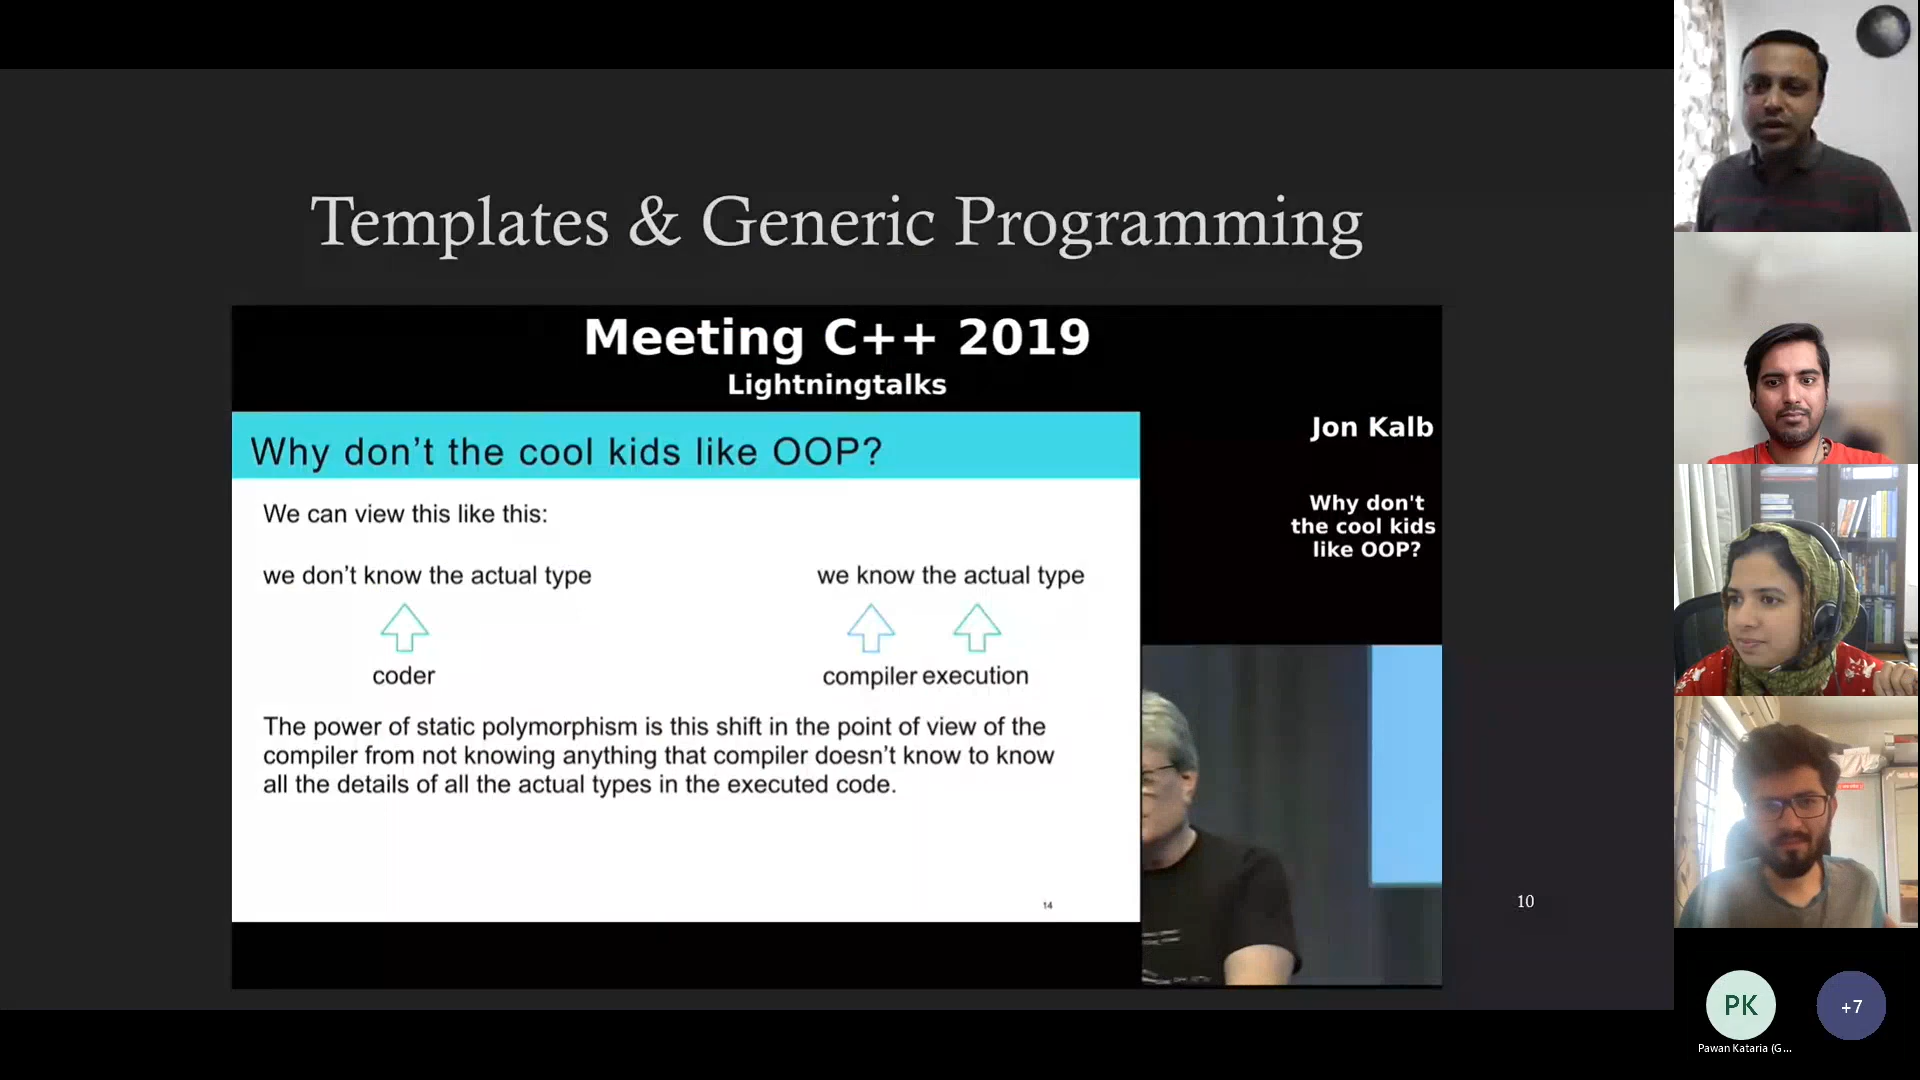 Templates & Generic Programming
Meeting C++ 2019
Lightningtalks
Why don’t the cool kids like OOP?
Jon Kalb
Why don't
the cool kids
like OOP?
We can view this like this:
we don’t know the actual type
we know the actual type
coder
compiler execution
The power of static polymorphism is this shift in the point of view of the
compiler from not knowing anything that compiler doesn’t know to know
all the details of all the actual types in the executed code.
14
10
PK
+7
Pawan Kataria (G...